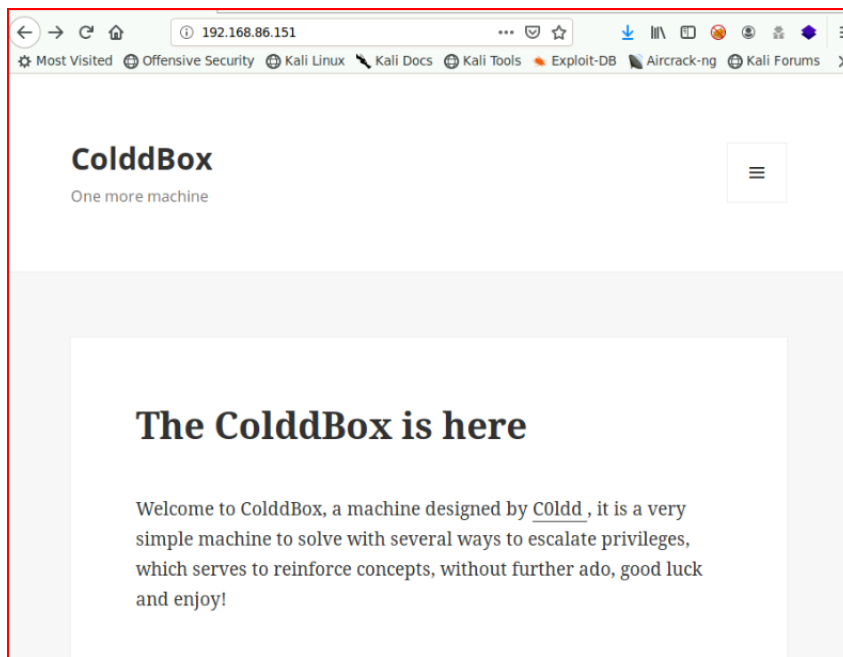 192.168.86.151
Most Visited Offensive Security Kali Linux Kali Docs Kali Tools Exploit-DB Aircrack-ng Kali Forums
ColddBox
One more machine
The ColddBox is here
Welcome to ColddBox, a machine designed by C0ldd , it is a very
simple machine to solve with several ways to escalate privileges,
which serves to reinforce concepts, without further ado, good luck
and enjoy!